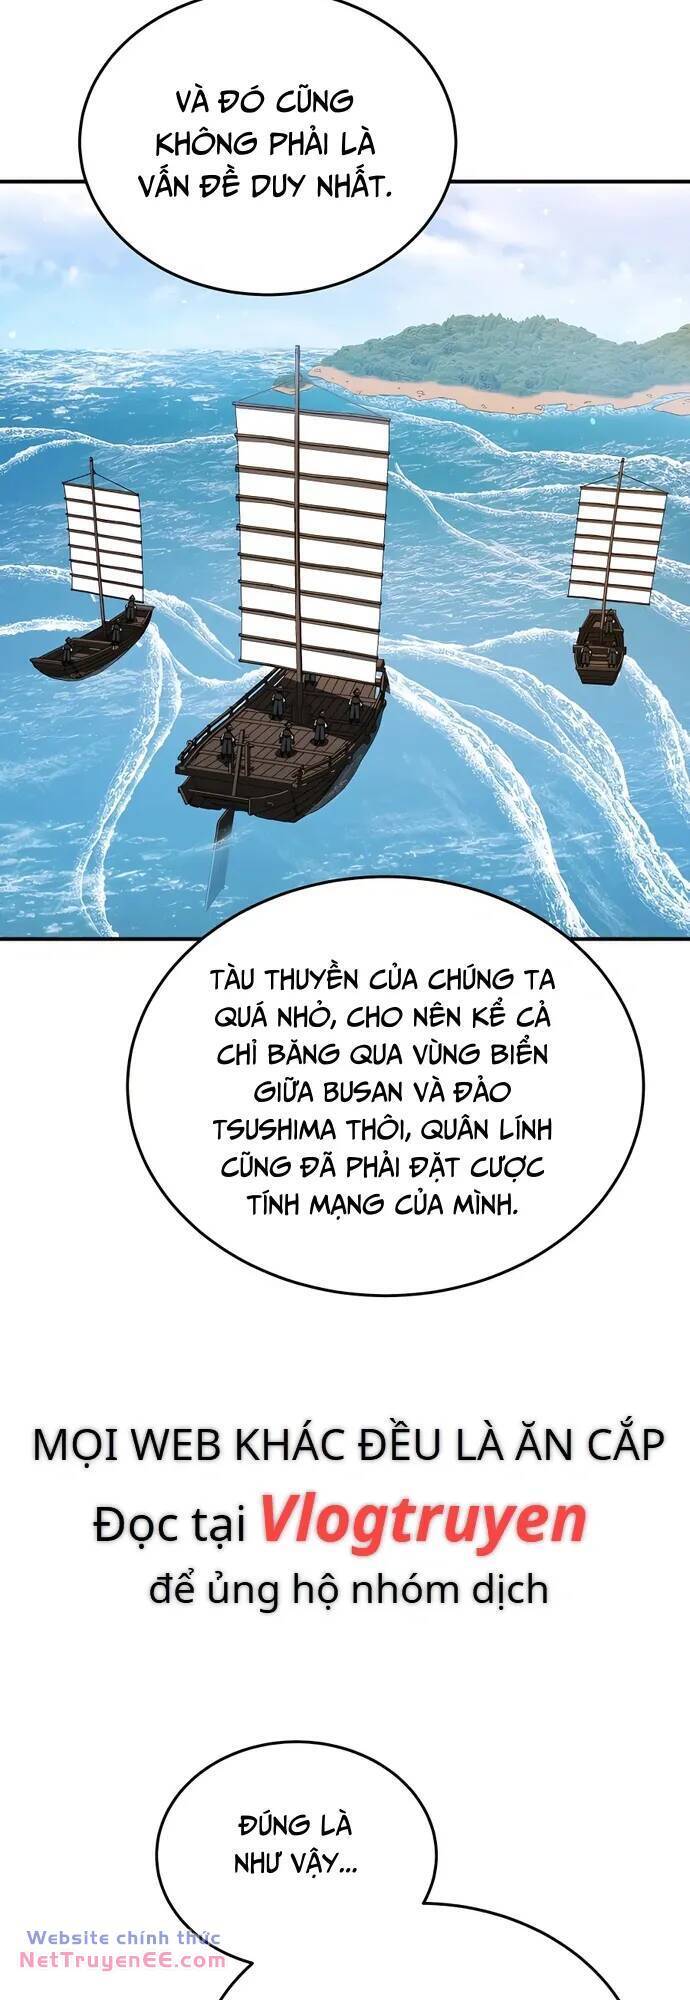 VÀ ĐÓ CŨNG
KHÔNG PHẢI LÀ
VẤN ĐỀ DUY NHẤT.
TÀU THUYỀN CỦA CHÚNG TA
QUÁ NHỎ, CHO NÊN KỂ CẢ
CHỈ BĂNG QUA VÙNG BIỂN
GIỮA BUSAN VÀ ĐẢO
TSUSHIMA THÔI, QUÂN LÍNH
CŨNG ĐÃ PHẢI ĐẶT CƯỢC
TÍNH MẠNG CỦA MÌNH.
MỌI WEB KHÁC ĐỀU LÀ ĂN CẮP
Đọc tại Vlogtruyen
để ủng hộ nhóm dịch
ĐÚNG LÀ
NHƯ VẬY...
Website chính thức
NetTruyenEE.com